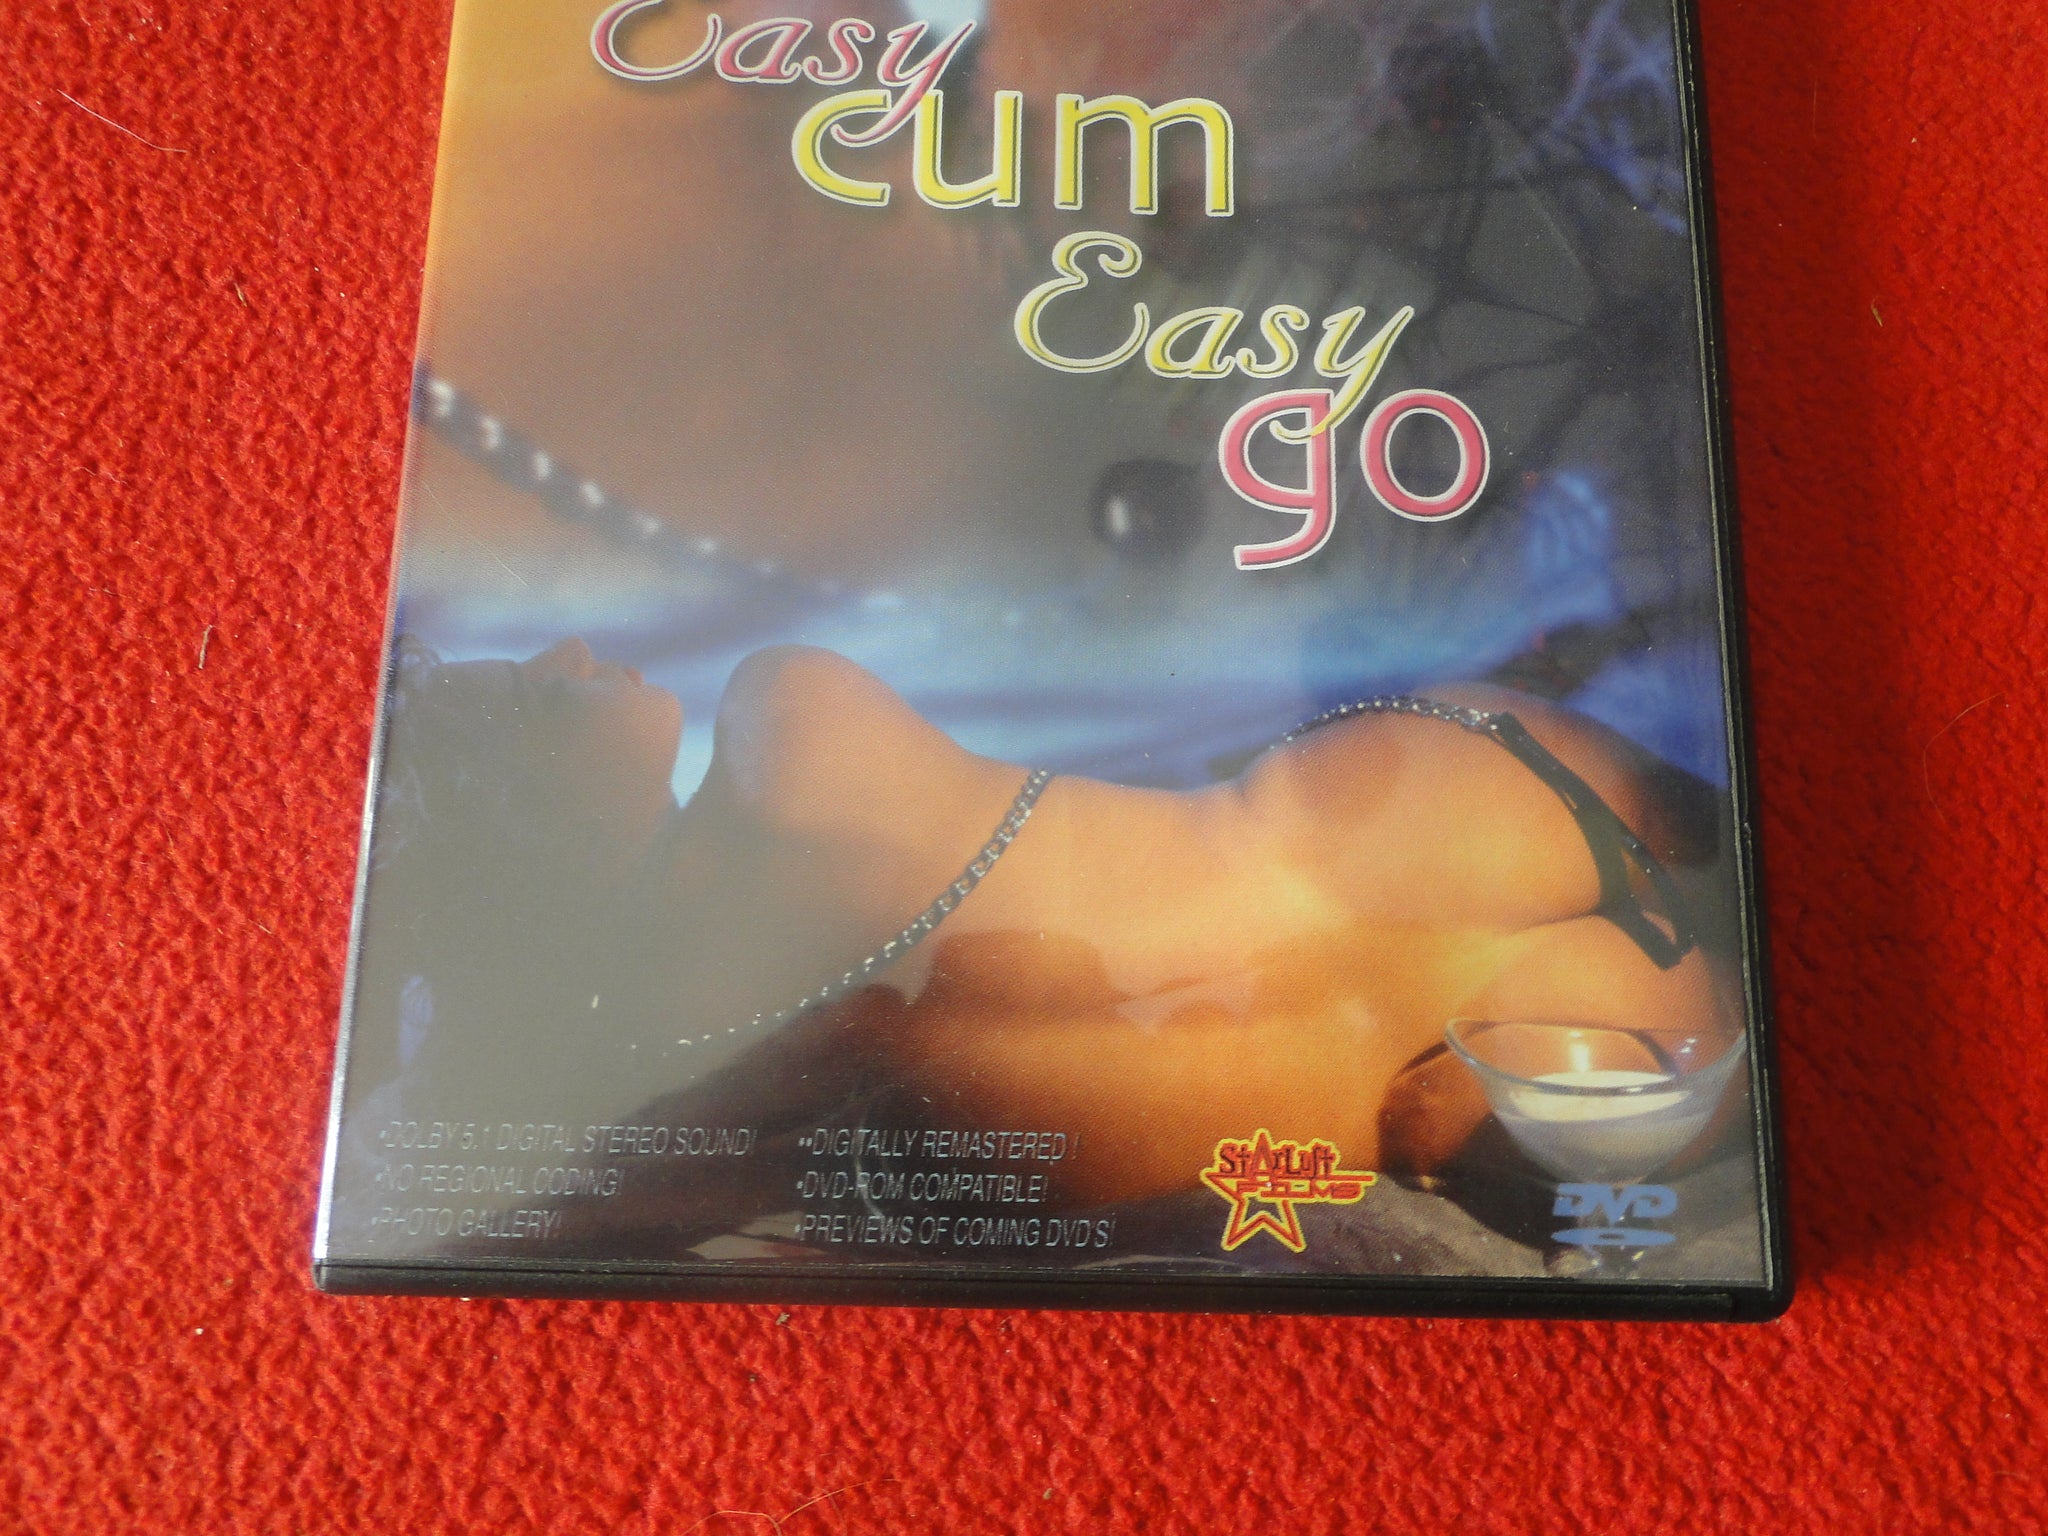 Easy
cum
Easy
go
•DOLBY 5.1 DIGITAL STEREO SOUND!
•NO REGIONAL CODING!
•PHOTO GALLERY!
••DIGITALLY REMASTERED !
•DVD-ROM COMPATIBLE!
•PREVIEWS OF COMING DVD'S!
StarLust
FILMS
DVD